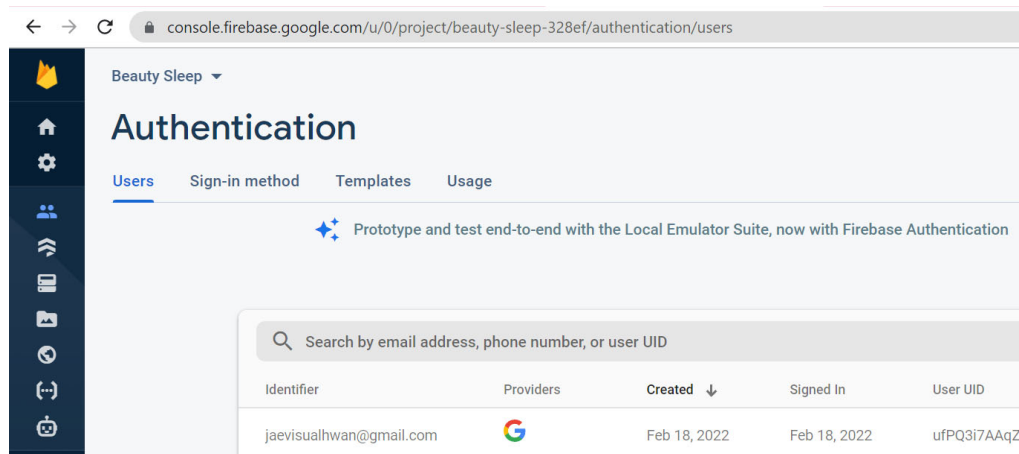 console.firebase.google.com/u/0/project/beauty-sleep-328ef/authentication/users
Beauty Sleep
Authentication
Users Sign-in method Templates Usage
Prototype and test end-to-end with the Local Emulator Suite, now with Firebase Authentication
Search by email address, phone number, or user UID
Identifier Providers Created Signed In User UID
jaevisualhwan@gmail.com G Feb 18, 2022 Feb 18, 2022 ufPQ3i7AAqZ